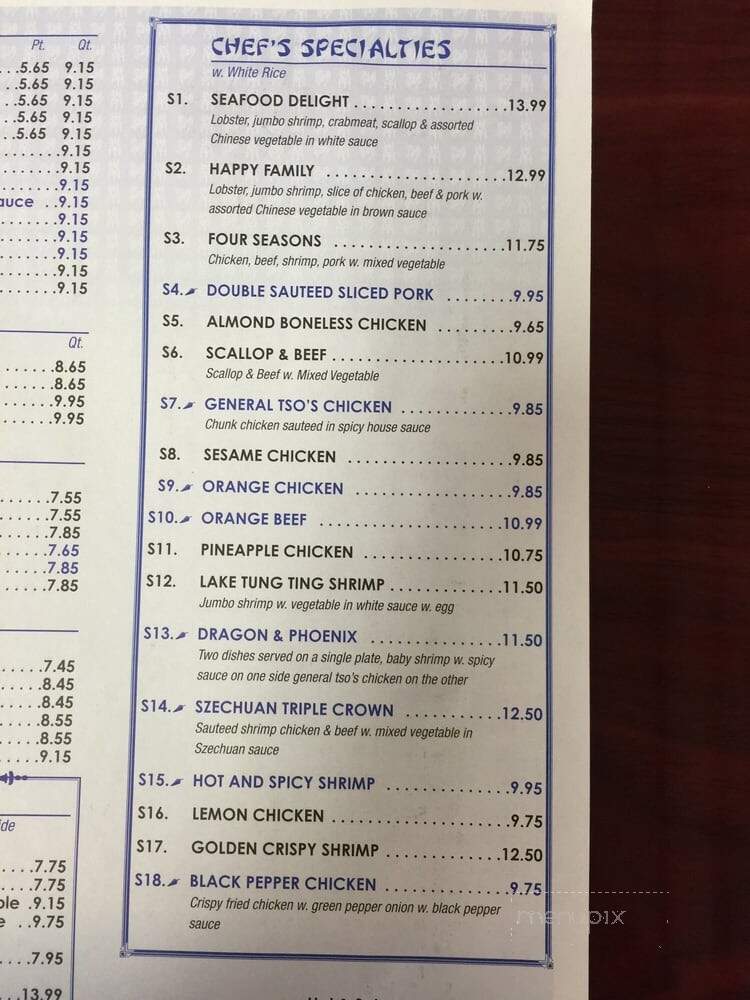 Pt. Qt.
. . .5.65 9.15
. .5.65 9.15
. .5.65 9.15
. .5.65 9.15
. .5.65 9.15
. . . . . . . .9.15
. . . . . . . .9.15
. . . . . . . .9.15
. .9.15
. . . . . . . .9.15
. . . . . . . .9.15
. . . . . . . .9.15
. . . . . . . .9.15
. . . . . . . .9.15
Qt.
. . . . . . .8.65
. . . . . . .8.65
. . . . . . .9.95
. . . . . . .9.95
. . . . . .7.55
. . . . . .7.55
. . . . . .7.85
. . . . . .7.65
. . . . . .7.85
. . . . . .7.85
. . . . .7.45
. . . . .8.45
. . . . .8.45
. . . . .8.55
. . . . .8.55
. . . . .9.15
. . . .7.75
. . . .7.75
.9.15
. .9.75
. . . .7.95
. . .13.99
CHEF'S SPECIALTIES
w. White Rice
S1. SEAFOOD DELIGHT . . . . . . . . . . . . . . . . . .13.99
Lobster, jumbo shrimp, crabmeat, scallop & assorted
Chinese vegetable in white sauce
S2. HAPPY FAMILY . . . . . . . . . . . . . . . . . . . . .12.99
Lobster, jumbo shrimp, slice of chicken, beef & pork w.
assorted Chinese vegetable in brown sauce
S3. FOUR SEASONS . . . . . . . . . . . . . . . . . . . .11.75
Chicken, beef, shrimp, pork w. mixed vegetable
S4. DOUBLE SAUTEED SLICED PORK . . . . . . . .9.95
S5. ALMOND BONELESS CHICKEN . . . . . . . . .9.65
S6. SCALLOP & BEEF . . . . . . . . . . . . . . . . . . . .10.99
Scallop & Beef w. Mixed Vegetable
S7. GENERAL TSO'S CHICKEN . . . . . . . . . . . . .9.85
Chunk chicken sauteed in spicy house sauce
S8. SESAME CHICKEN . . . . . . . . . . . . . . . . . . .9.85
S9. ORANGE CHICKEN . . . . . . . . . . . . . . . . . .9.85
S10. ORANGE BEEF . . . . . . . . . . . . . . . . . . . . .10.99
S11. PINEAPPLE CHICKEN . . . . . . . . . . . . . . . .10.75
S12. LAKE TUNG TING SHRIMP . . . . . . . . . . . . .11.50
Jumbo shrimp w. vegetable in white sauce w. egg
S13. DRAGON & PHOENIX . . . . . . . . . . . . . . .11.50
Two dishes served on a single plate, baby shrimp w. spicy
sauce on one side general tso's chicken on the other
S14. SZECHUAN TRIPLE CROWN . . . . . . . . . . .12.50
Sauteed shrimp chicken & beef w. mixed vegetable in
Szechuan sauce
S15. HOT AND SPICY SHRIMP . . . . . . . . . . . . . .9.95
S16. LEMON CHICKEN . . . . . . . . . . . . . . . . . . . .9.75
S17. GOLDEN CRISPY SHRIMP . . . . . . . . . . . . .12.50
S18. BLACK PEPPER CHICKEN . . . . . . . . . . . . . .9.75
Crispy fried chicken w. green pepper onion w. black pepper
sauce
menupix